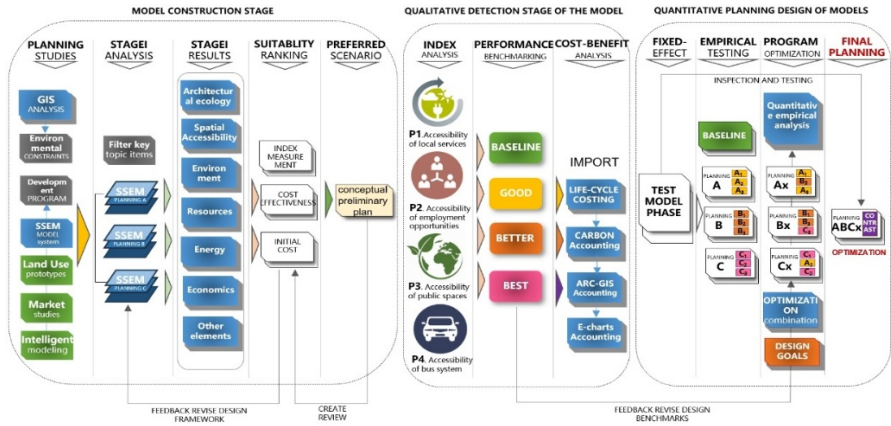 MODEL CONSTRUCTION STAGE
QUALITATIVE DETECTION STAGE OF THE MODEL
QUANTITATIVE PLANNING DESIGN OF MODELS
PLANNING
STUDIES
STAGEI
ANALYSIS
STAGEI
RESULTS
SUITABLITY
RANKING
PREFERRED
SCENARIO
GIS
ANALYSIS
Environ
mental
CONSTRAINTS
Developm
ent
PROGRAM
SSEM
MODEL
system
Land Use
prototypes
Market
studies
Intelligent
modeling
Filter key
topic items
SSEM
PLANNING A
SSEM
PLANNING B
SSEM
PLANNING C
Architectur
al ecology
Spatial
Accessibility
Environ
ment
Resources
Energy
Economics
Other
elements
INDEX
MEASURE
MENT
COST
EFFECTIVENESS
INITIAL
COST
conceptual
preliminary
plan
FEEDBACK REVISE DESIGN
FRAMEWORK
CREATE
REVIEW
INDEX
ANALYSIS
PERFORMANCE
BENCHMARKING
COST-BENEFIT
ANALYSIS
P1.Accessibility
of local services
P2. Accessibility
of employment
opportunities
P3. Accessibility
of public spaces
P4. Accessibility
of bus system
BASELINE
GOOD
BETTER
BEST
IMPORT
LIFE-CYCLE
COSTING
CARBON
Accounting
ARC-GIS
Accounting
E-charts
Accounting
FEEDBACK REVISE DESIGN
BENCHMARKS
FIXED-
EFFECT
EMPIRICAL
TESTING
PROGRAM
OPTIMIZATION
FINAL
PLANNING
INSPECTION AND TESTING
TEST
MODEL
PHASE
BASELINE
PLANNING
A
PLANNING
B
PLANNING
C
Quantitativ
e empirical
analysis
PLANNING
Ax
PLANNING
Bx
PLANNING
Cx
OPTIMIZATI
ON
combination
DESIGN
GOALS
PLANNING
ABCx
CO
NTR
AST
OPTIMIZATION